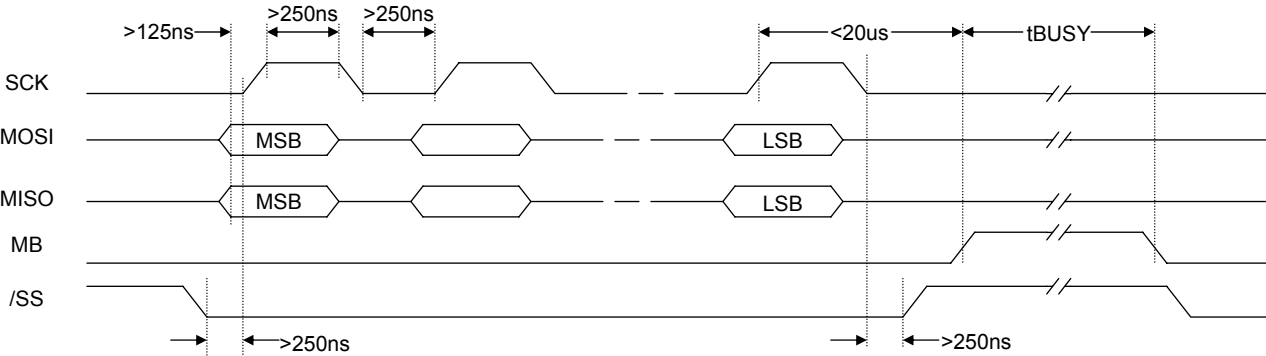 >250ns >250ns
>125ns <20us tBUSY
SCK
MOSI MSB LSB
MISO MSB LSB
MB
/SS
>250ns >250ns